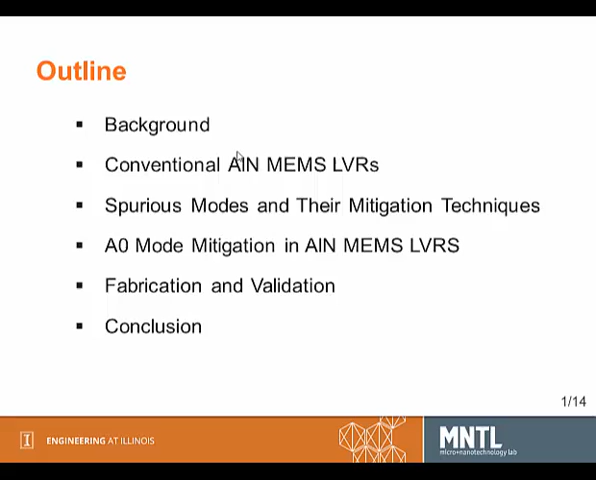 Outline
▪ Background
▪ Conventional AlN MEMS LVRs
▪ Spurious Modes and Their Mitigation Techniques
▪ A0 Mode Mitigation in AlN MEMS LVRS
▪ Fabrication and Validation
▪ Conclusion
1/14
I ENGINEERING AT ILLINOIS
MNTL
micro+nanotechnology lab